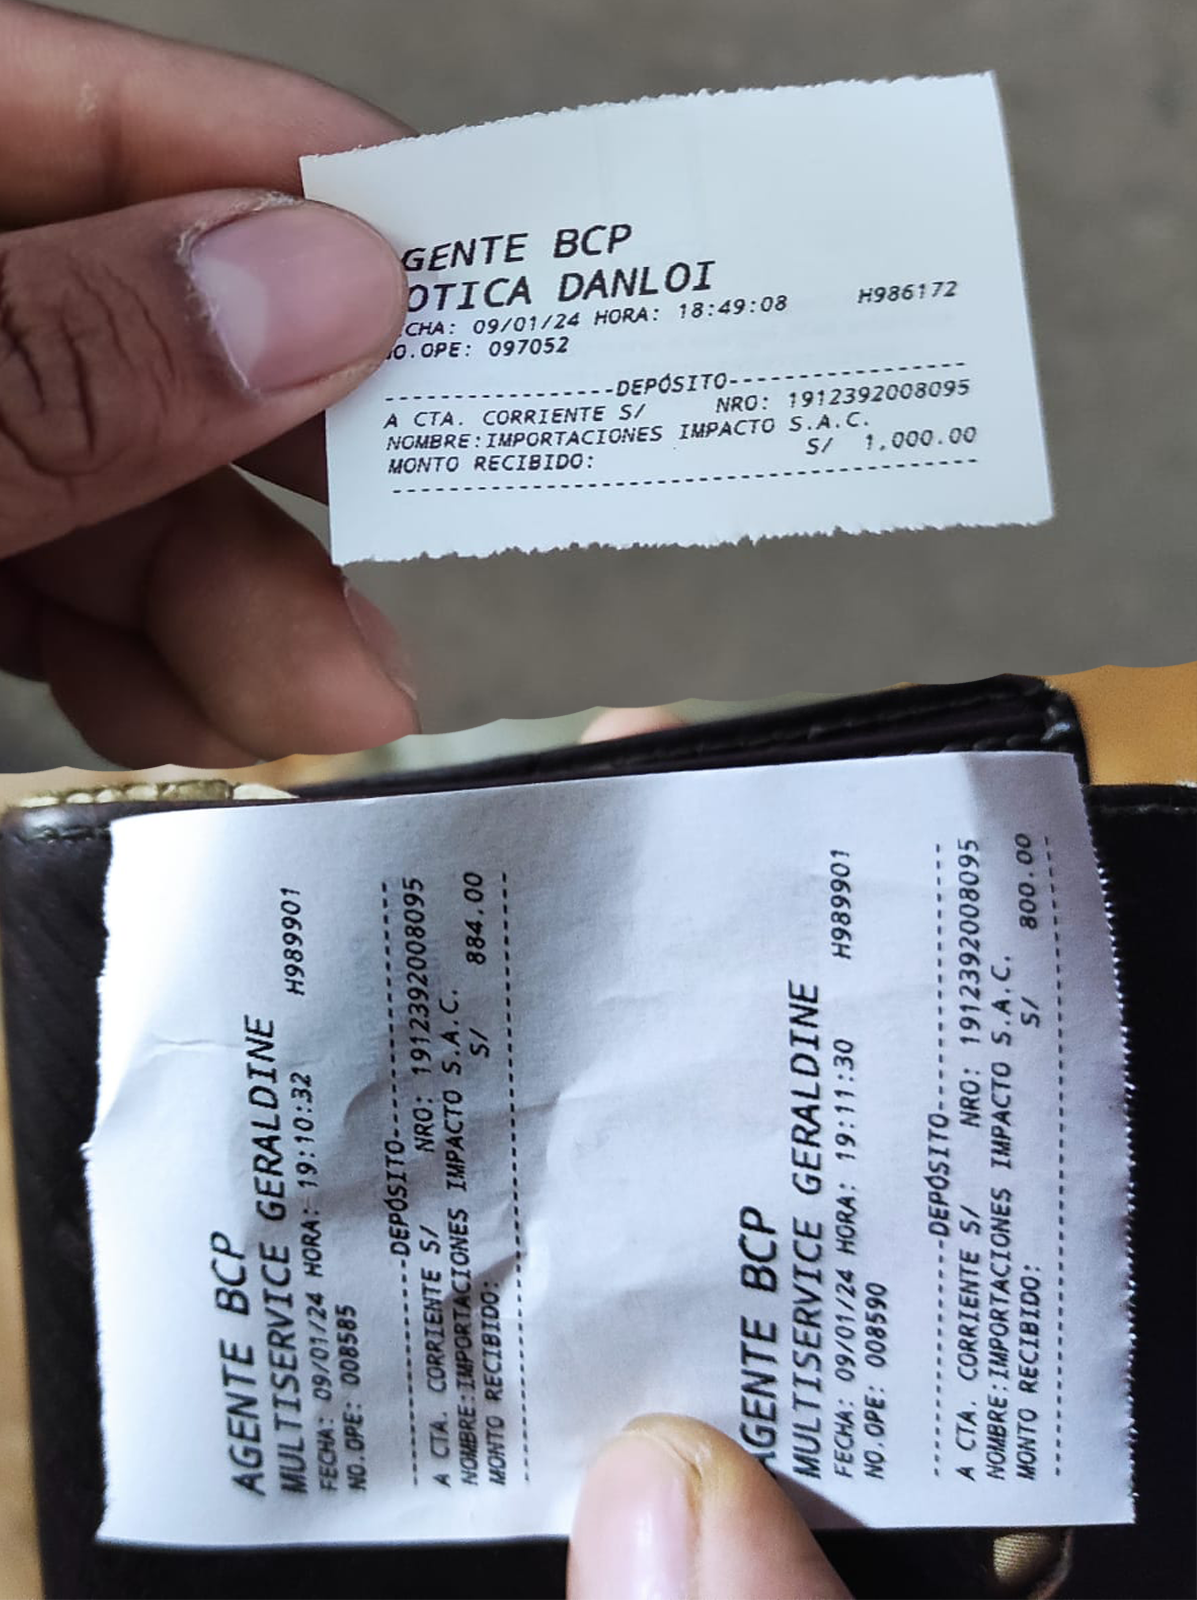 GENTE BCP
OTICA DANLOI
CHA: 09/01/24 HORA: 18:49:08 H986172
O.OPE: 097052
----------------DEPÓSITO-----------------
A CTA. CORRIENTE S/ NRO: 1912392008095
NOMBRE:IMPORTACIONES IMPACTO S.A.C.
MONTO RECIBIDO: S/ 1,000.00
AGENTE BCP
MULTISERVICE GERALDINE
FECHA: 09/01/24 HORA: 19:10:32 H989901
NO.OPE: 008585
----------------DEPÓSITO-----------------
A CTA. CORRIENTE S/ NRO: 1912392008095
NOMBRE:IMPORTACIONES IMPACTO S.A.C.
MONTO RECIBIDO: S/ 884.00
AGENTE BCP
MULTISERVICE GERALDINE
FECHA: 09/01/24 HORA: 19:11:30 H989901
NO.OPE: 008590
----------------DEPÓSITO-----------------
A CTA. CORRIENTE S/ NRO: 1912392008095
NOMBRE:IMPORTACIONES IMPACTO S.A.C.
MONTO RECIBIDO: S/ 800.00